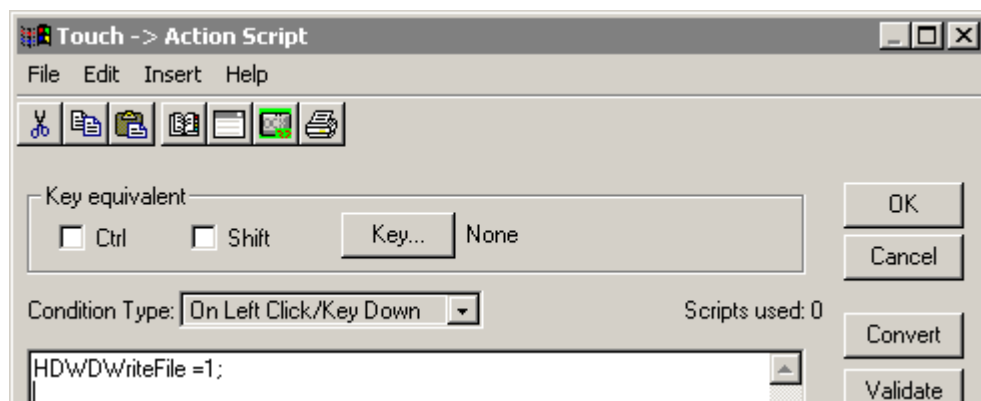 Touch -> Action Script
File Edit Insert Help
Key equivalent
Ctrl Shift Key... None
OK
Cancel
Condition Type: On Left Click/Key Down Scripts used: 0
Convert
HDWDWriteFile =1;
Validate